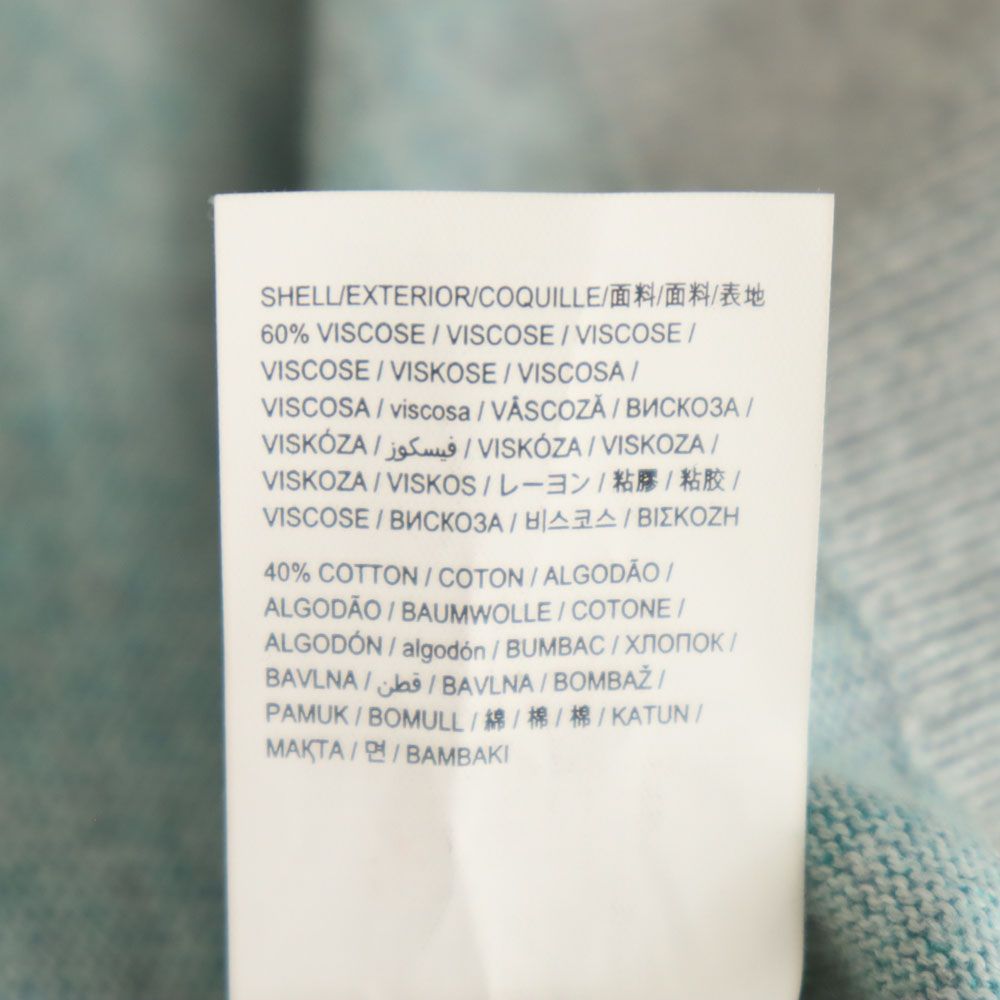 SHELL/EXTERIOR/COQUILLE/面料/面料/表地
60% VISCOSE / VISCOSE / VISCOSE /
VISCOSE / VISKOSE / VISCOSA /
VISCOSA / viscosa / VÂSCOZĂ / ВИСКОЗА /
VISKÓZA / فيسكوز / VISKÓZA / VISKOZA /
VISKOZA / VISKOS / レーヨン / 粘膠 / 粘胶 /
VISCOSE / ВИСКОЗА / 비스코스 / ΒΙΣΚΟΖΗ
40% COTTON / COTON / ALGODÃO /
ALGODÃO / BAUMWOLLE / COTONE /
ALGODÓN / algodón / BUMBAC / ХЛОПОК /
BAVLNA / قطن / BAVLNA / BOMBAŽ /
PAMUK / BOMULL / 綿 / 棉 / 棉 / KATUN /
МАҚТА / 면 / BAMBAKI